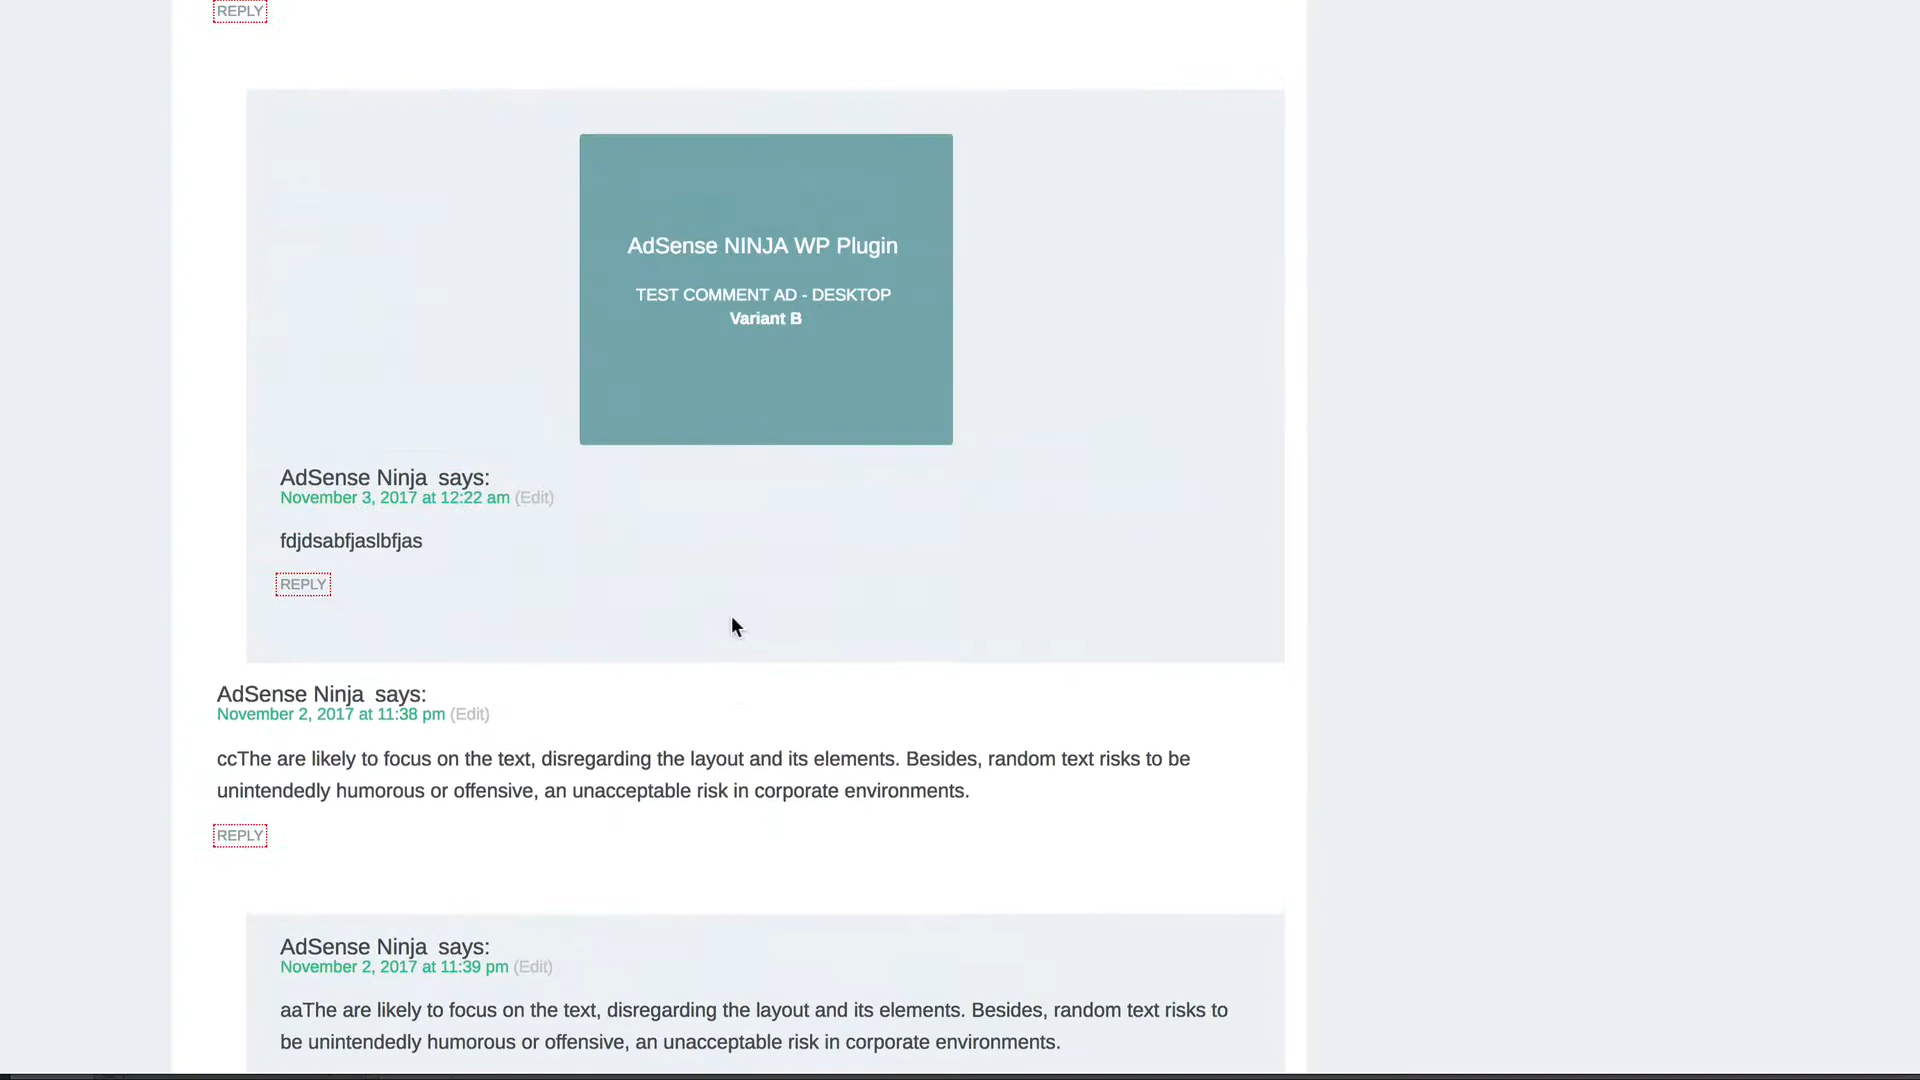 REPLY
AdSense NINJA WP Plugin
TEST COMMENT AD - DESKTOP
Variant B
AdSense Ninja says:
November 3, 2017 at 12:22 am (Edit)
fdjdsabfjaslbfjas
REPLY
AdSense Ninja says:
November 2, 2017 at 11:38 pm (Edit)
ccThe are likely to focus on the text, disregarding the layout and its elements. Besides, random text risks to be
unintendedly humorous or offensive, an unacceptable risk in corporate environments.
REPLY
AdSense Ninja says:
November 2, 2017 at 11:39 pm (Edit)
aaThe are likely to focus on the text, disregarding the layout and its elements. Besides, random text risks to
be unintendedly humorous or offensive, an unacceptable risk in corporate environments.